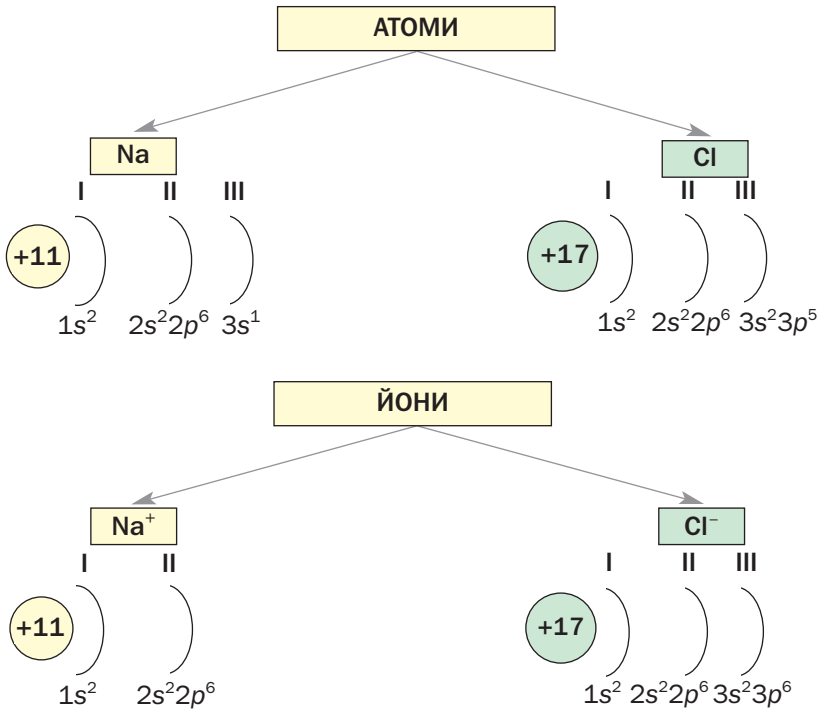 АТОМИ
Na Cl
I II III I II III
+11 +17
1s² 2s²2p⁶ 3s¹ 1s² 2s²2p⁶ 3s²3p⁵
ЙОНИ
Na⁺ Cl⁻
I II I II III
+11 +17
1s² 2s²2p⁶ 1s² 2s²2p⁶ 3s²3p⁶